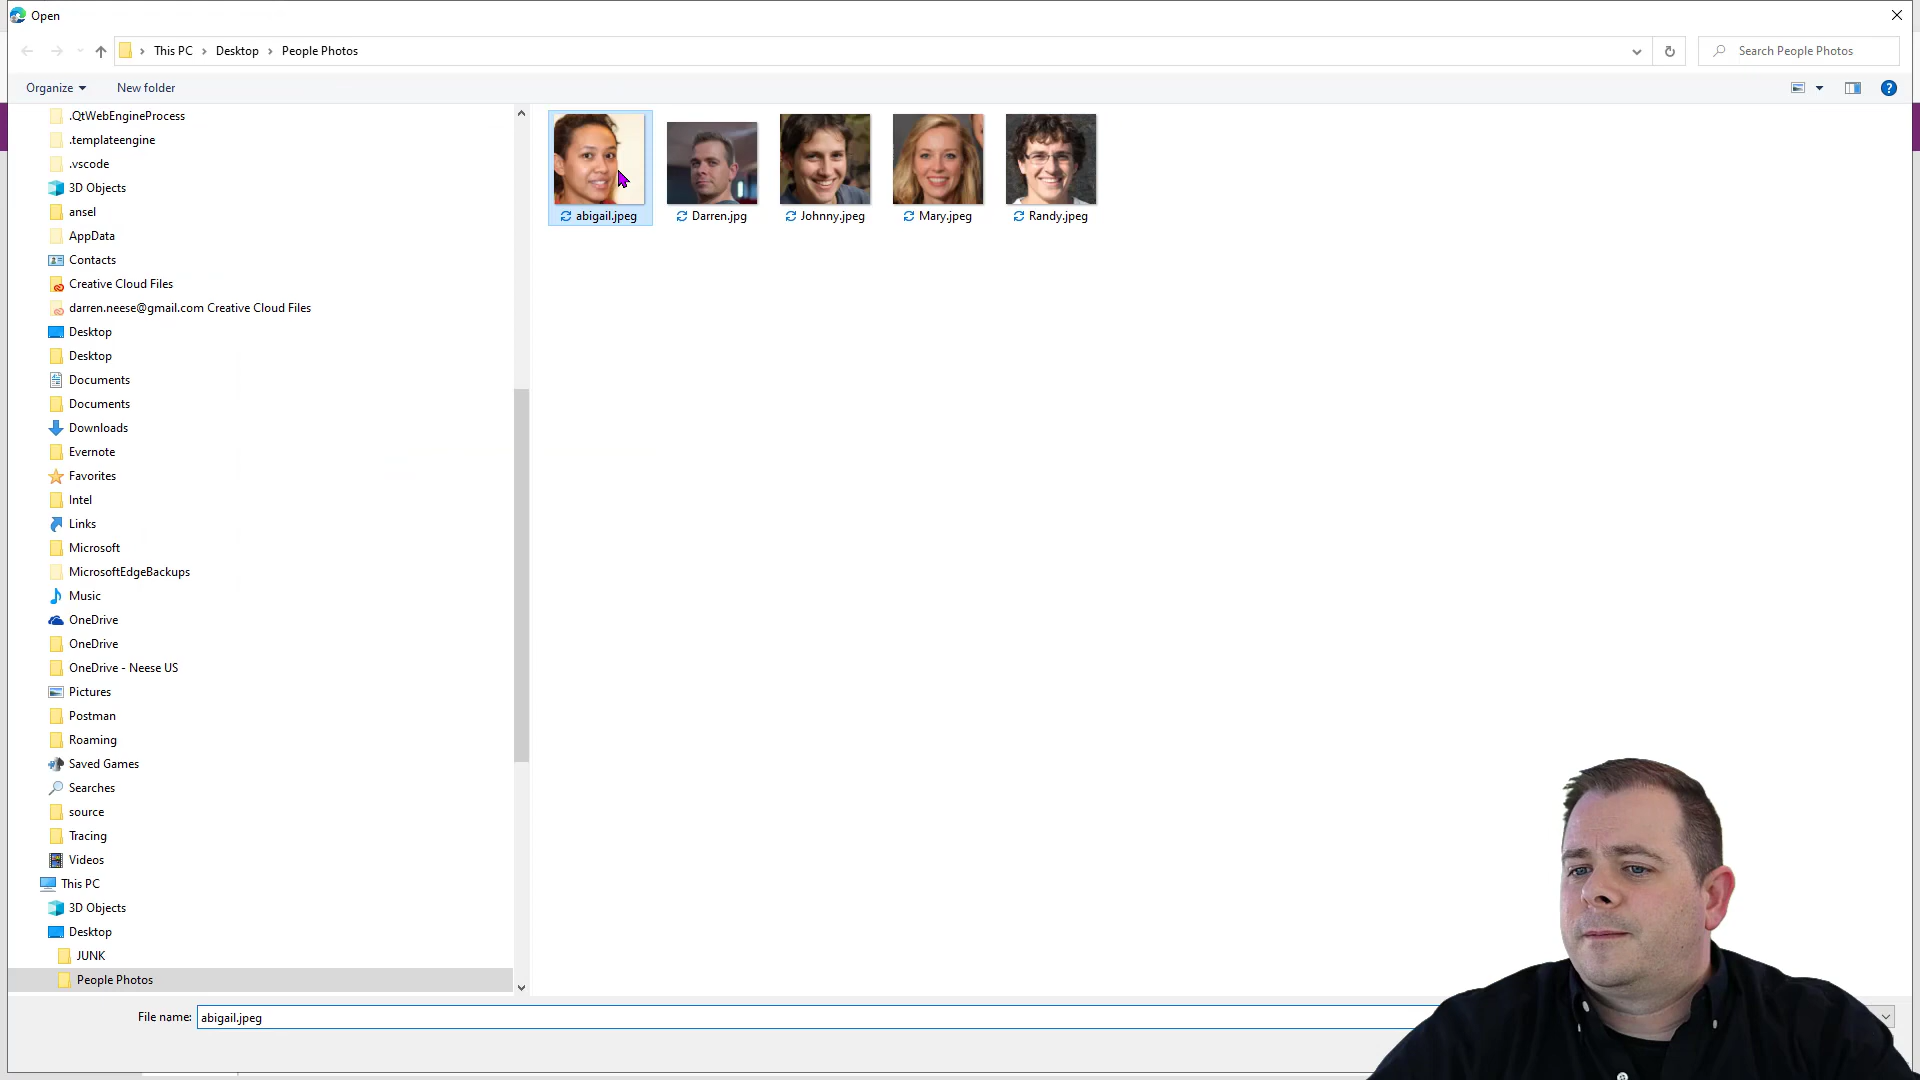 Open
This PC > Desktop > People Photos
Search People Photos
Organize
New folder
.QtWebEngineProcess
.templateengine
.vscode
3D Objects
ansel
AppData
Contacts
Creative Cloud Files
darren.neese@gmail.com Creative Cloud Files
Desktop
Desktop
Documents
Documents
Downloads
Evernote
Favorites
Intel
Links
Microsoft
MicrosoftEdgeBackups
Music
OneDrive
OneDrive
OneDrive - Neese US
Pictures
Postman
Roaming
Saved Games
Searches
source
Tracing
Videos
This PC
3D Objects
Desktop
JUNK
People Photos
abigail.jpeg
Darren.jpg
Johnny.jpeg
Mary.jpeg
Randy.jpeg
File name: abigail.jpeg